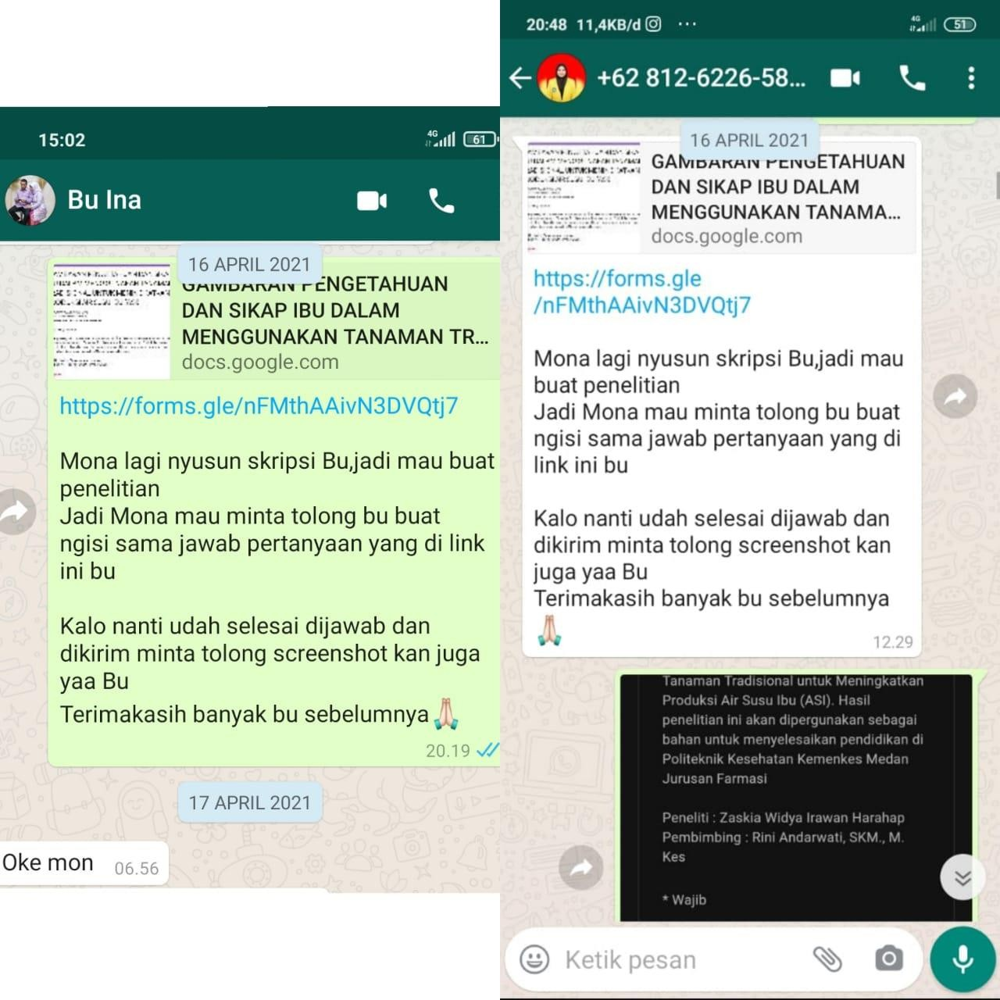 15:02
4G
61
Bu Ina
16 APRIL 2021
GAMBARAN PENGETAHUAN
DAN SIKAP IBU DALAM
MENGGUNAKAN TANAMAN TR...
docs.google.com
https://forms.gle/nFMthAAivN3DVQtj7
Mona lagi nyusun skripsi Bu,jadi mau buat
penelitian
Jadi Mona mau minta tolong bu buat
ngisi sama jawab pertanyaan yang di link
ini bu
Kalo nanti udah selesai dijawab dan
dikirim minta tolong screenshot kan juga
yaa Bu
Terimakasih banyak bu sebelumnya🙏🏻
20.19
17 APRIL 2021
Oke mon
06.56
20:48 11,4KB/d ...
4G
51
+62 812-6226-58...
16 APRIL 2021
GAMBARAN PENGETAHUAN
DAN SIKAP IBU DALAM
MENGGUNAKAN TANAMA...
docs.google.com
https://forms.gle
/nFMthAAivN3DVQtj7
Mona lagi nyusun skripsi Bu,jadi mau
buat penelitian
Jadi Mona mau minta tolong bu buat
ngisi sama jawab pertanyaan yang di
link ini bu
Kalo nanti udah selesai dijawab dan
dikirim minta tolong screenshot kan
juga yaa Bu
Terimakasih banyak bu sebelumnya
🙏🏻
12.29
Tanaman Tradisional untuk Meningkatkan
Produksi Air Susu Ibu (ASI). Hasil
penelitian ini akan dipergunakan sebagai
bahan untuk menyelesaikan pendidikan di
Politeknik Kesehatan Kemenkes Medan
Jurusan Farmasi
Peneliti : Zaskia Widya Irawan Harahap
Pembimbing : Rini Andarwati, SKM., M.
Kes
* Wajib
Ketik pesan